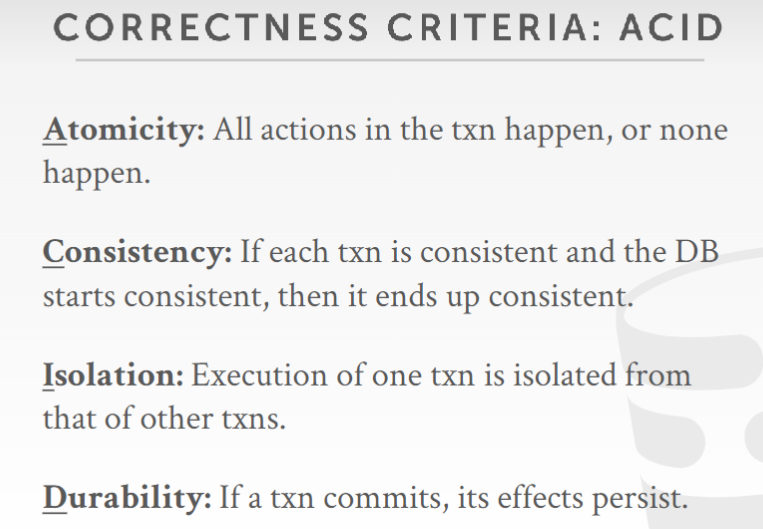 CORRECTNESS CRITERIA: ACID
Atomicity: All actions in the txn happen, or none
happen.
Consistency: If each txn is consistent and the DB
starts consistent, then it ends up consistent.
Isolation: Execution of one txn is isolated from
that of other txns.
Durability: If a txn commits, its effects persist.